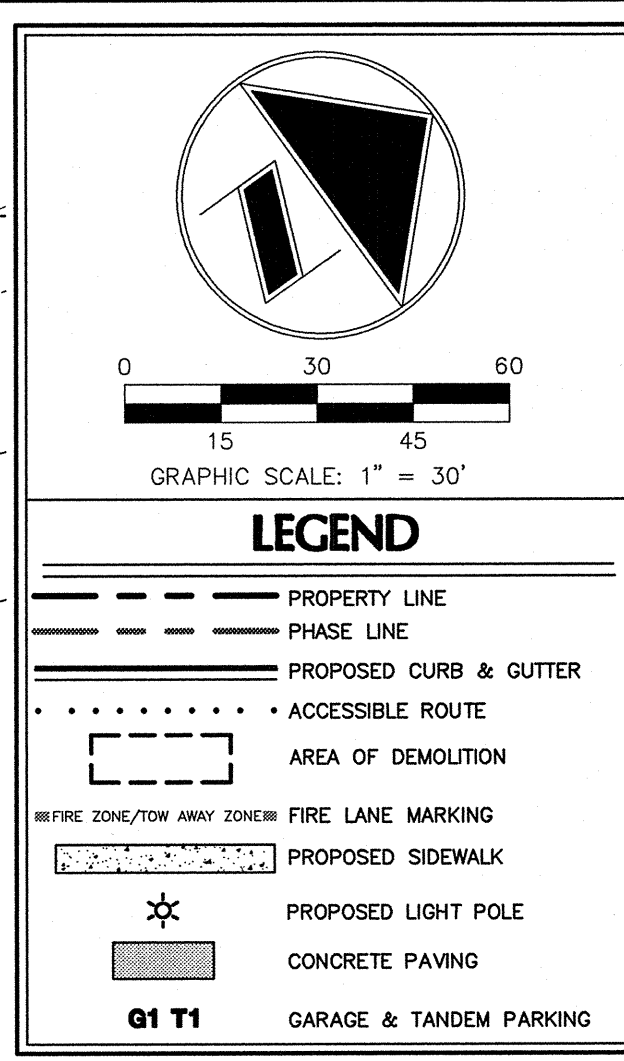 0 30 60
15 45
GRAPHIC SCALE: 1" = 30'
LEGEND
PROPERTY LINE
PHASE LINE
PROPOSED CURB & GUTTER
ACCESSIBLE ROUTE
AREA OF DEMOLITION
FIRE ZONE/TOW AWAY ZONE FIRE LANE MARKING
PROPOSED SIDEWALK
PROPOSED LIGHT POLE
CONCRETE PAVING
G1 T1 GARAGE & TANDEM PARKING